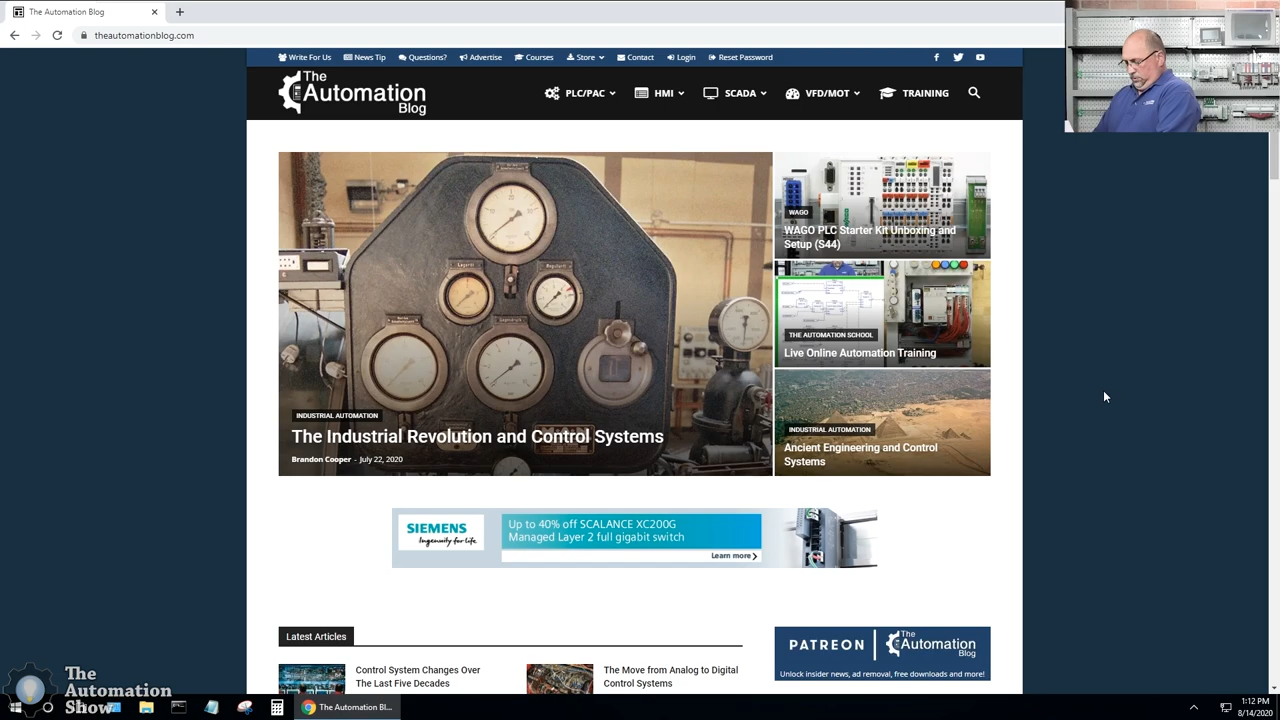 The Automation Blog
theautomationblog.com
Write For Us
News Tip
Questions?
Advertise
Courses
Store
Contact
Login
Reset Password
The
Automation
Blog
PLC/PAC
HMI
SCADA
VFD/MOT
TRAINING
INDUSTRIAL AUTOMATION
The Industrial Revolution and Control Systems
Brandon Cooper - July 22, 2020
WAGO
WAGO PLC Starter Kit Unboxing and
Setup (S44)
THE AUTOMATION SCHOOL
Live Online Automation Training
INDUSTRIAL AUTOMATION
Ancient Engineering and Control
Systems
SIEMENS
Ingenuity for life
Up to 40% off SCALANCE XC200G
Managed Layer 2 full gigabit switch
Learn more
Latest Articles
Control System Changes Over
The Last Five Decades
The Move from Analog to Digital
Control Systems
PATREON
The
Automation
Blog
Unlock insider news, ad removal, free downloads and more!
The
Automation
Show
The Automation Bl...
1:12 PM
8/14/2020